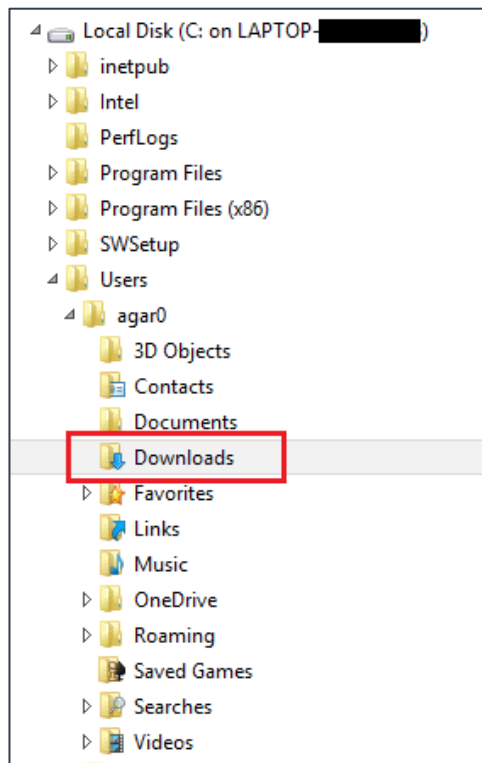 Local Disk (C: on LAPTOP-)
inetpub
Intel
PerfLogs
Program Files
Program Files (x86)
SWSetup
Users
agar0
3D Objects
Contacts
Documents
Downloads
Favorites
Links
Music
OneDrive
Roaming
Saved Games
Searches
Videos